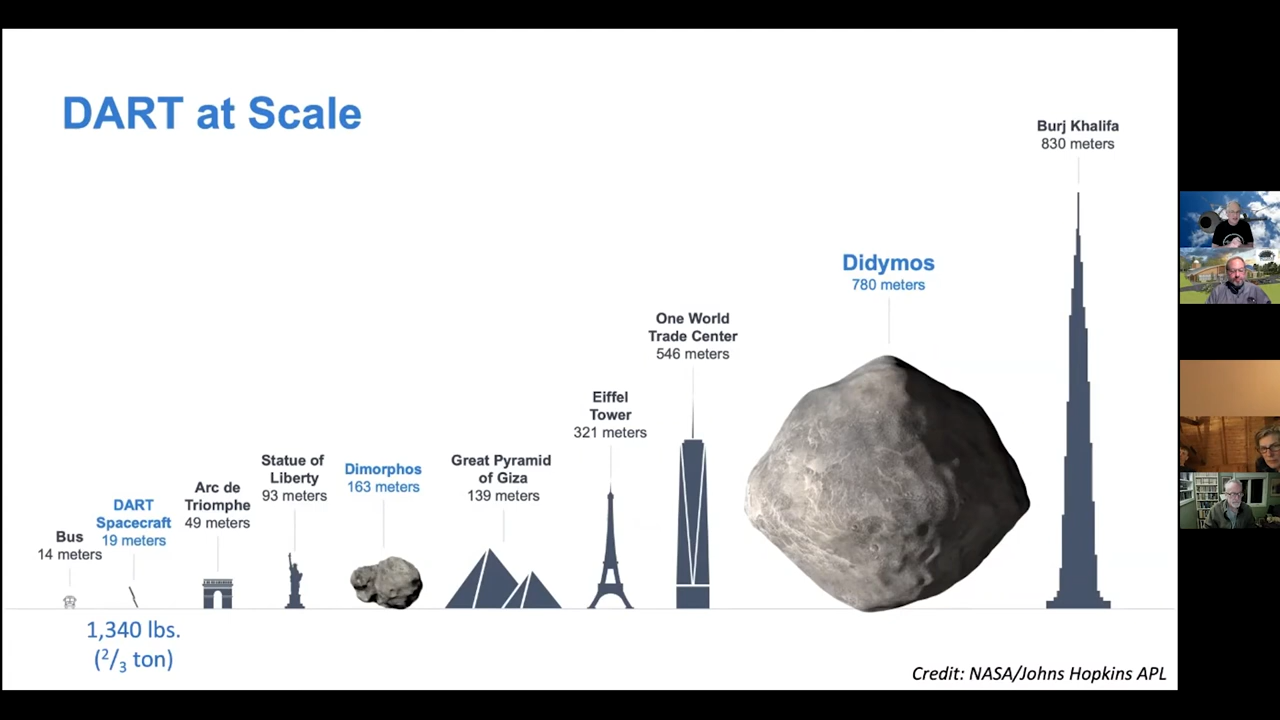 DART at Scale
Bus
14 meters
DART
Spacecraft
19 meters
Arc de
Triomphe
49 meters
Statue of
Liberty
93 meters
Dimorphos
163 meters
Great Pyramid
of Giza
139 meters
Eiffel
Tower
321 meters
One World
Trade Center
546 meters
Didymos
780 meters
Burj Khalifa
830 meters
1,340 lbs.
(2/3 ton)
Credit: NASA/Johns Hopkins APL